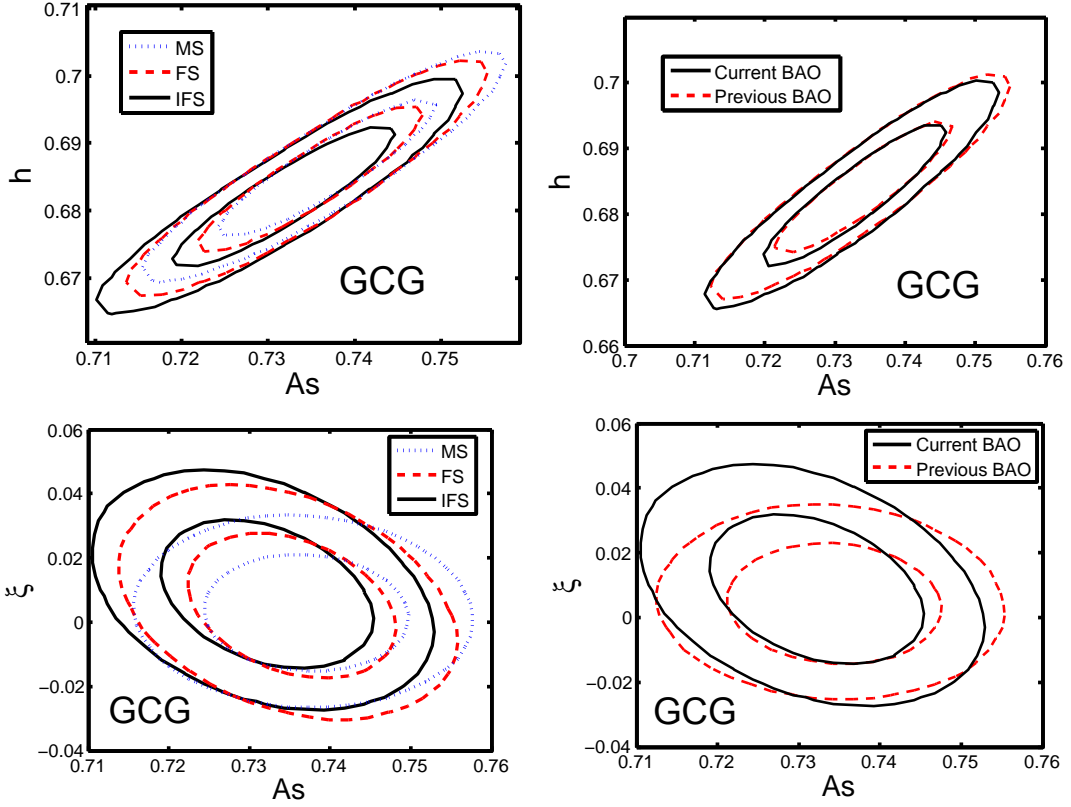 0.71
0.7
0.69
0.68
0.67
h
MS
FS
IFS
GCG
0.71 0.72 0.73 0.74 0.75
As
0.7
0.69
0.68
0.67
0.66
h
Current BAO
Previous BAO
GCG
0.7 0.71 0.72 0.73 0.74 0.75 0.76
As
0.06
0.04
0.02
0
−0.02
−0.04
ξ
MS
FS
IFS
GCG
0.71 0.72 0.73 0.74 0.75 0.76
As
0.06
0.04
0.02
0
−0.02
−0.04
ξ
Current BAO
Previous BAO
GCG
0.71 0.72 0.73 0.74 0.75 0.76
As